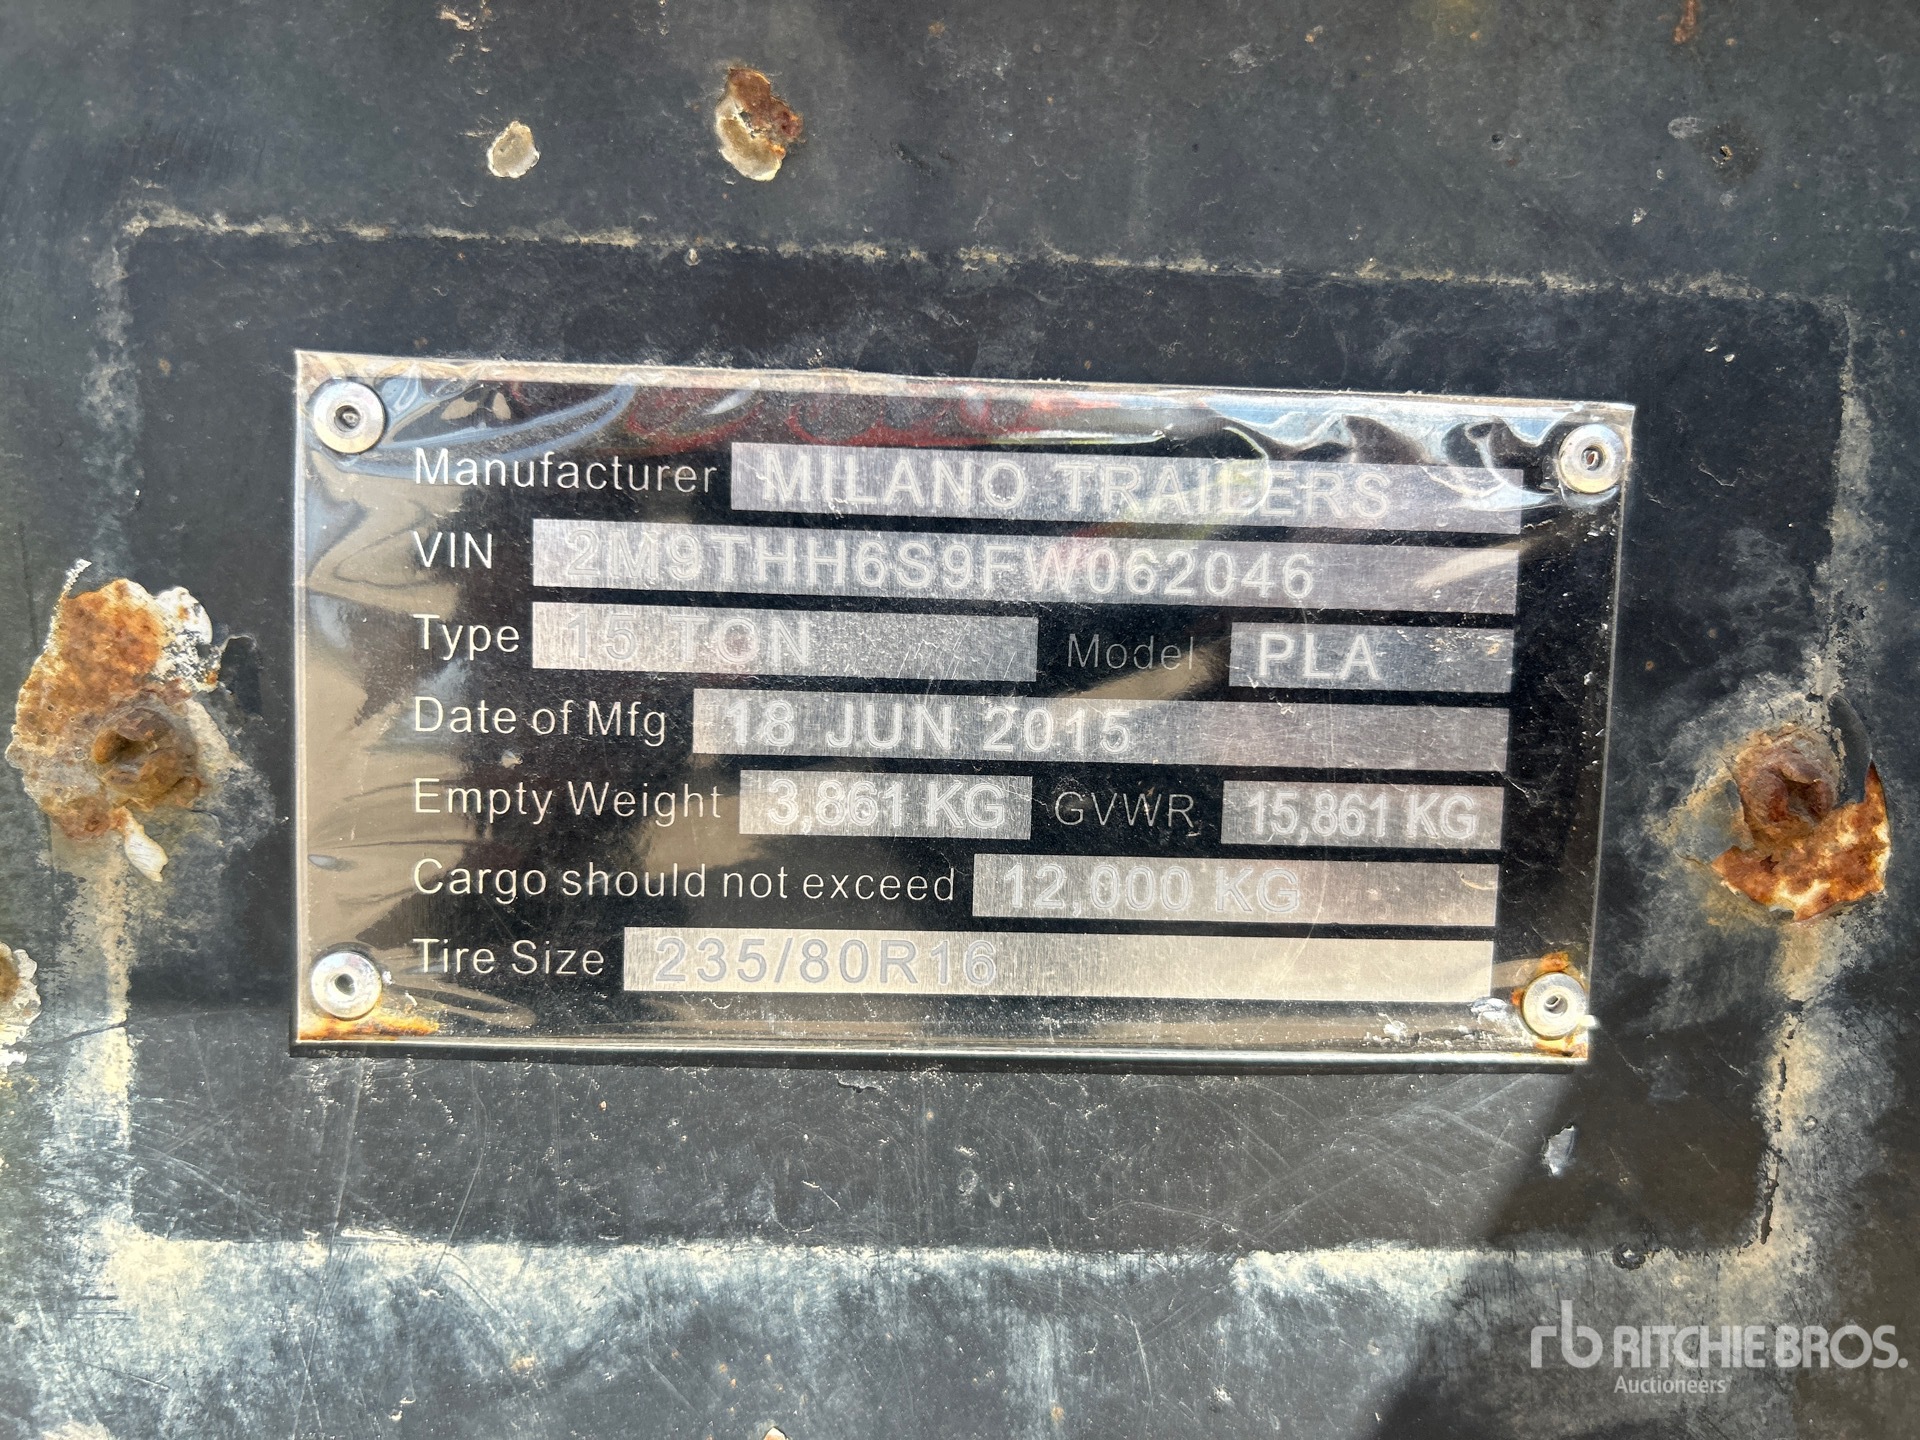 Manufacturer MILANO TRAILERS
VIN 2M9THH6S9FW062046
Type 15 TON Model PLA
Date of Mfg 18 JUN 2015
Empty Weight 3,861 KG GVWR 15,861 KG
Cargo should not exceed 12,000 KG
Tire Size 235/80R16
rb RITCHIE BROS.
Auctioneers